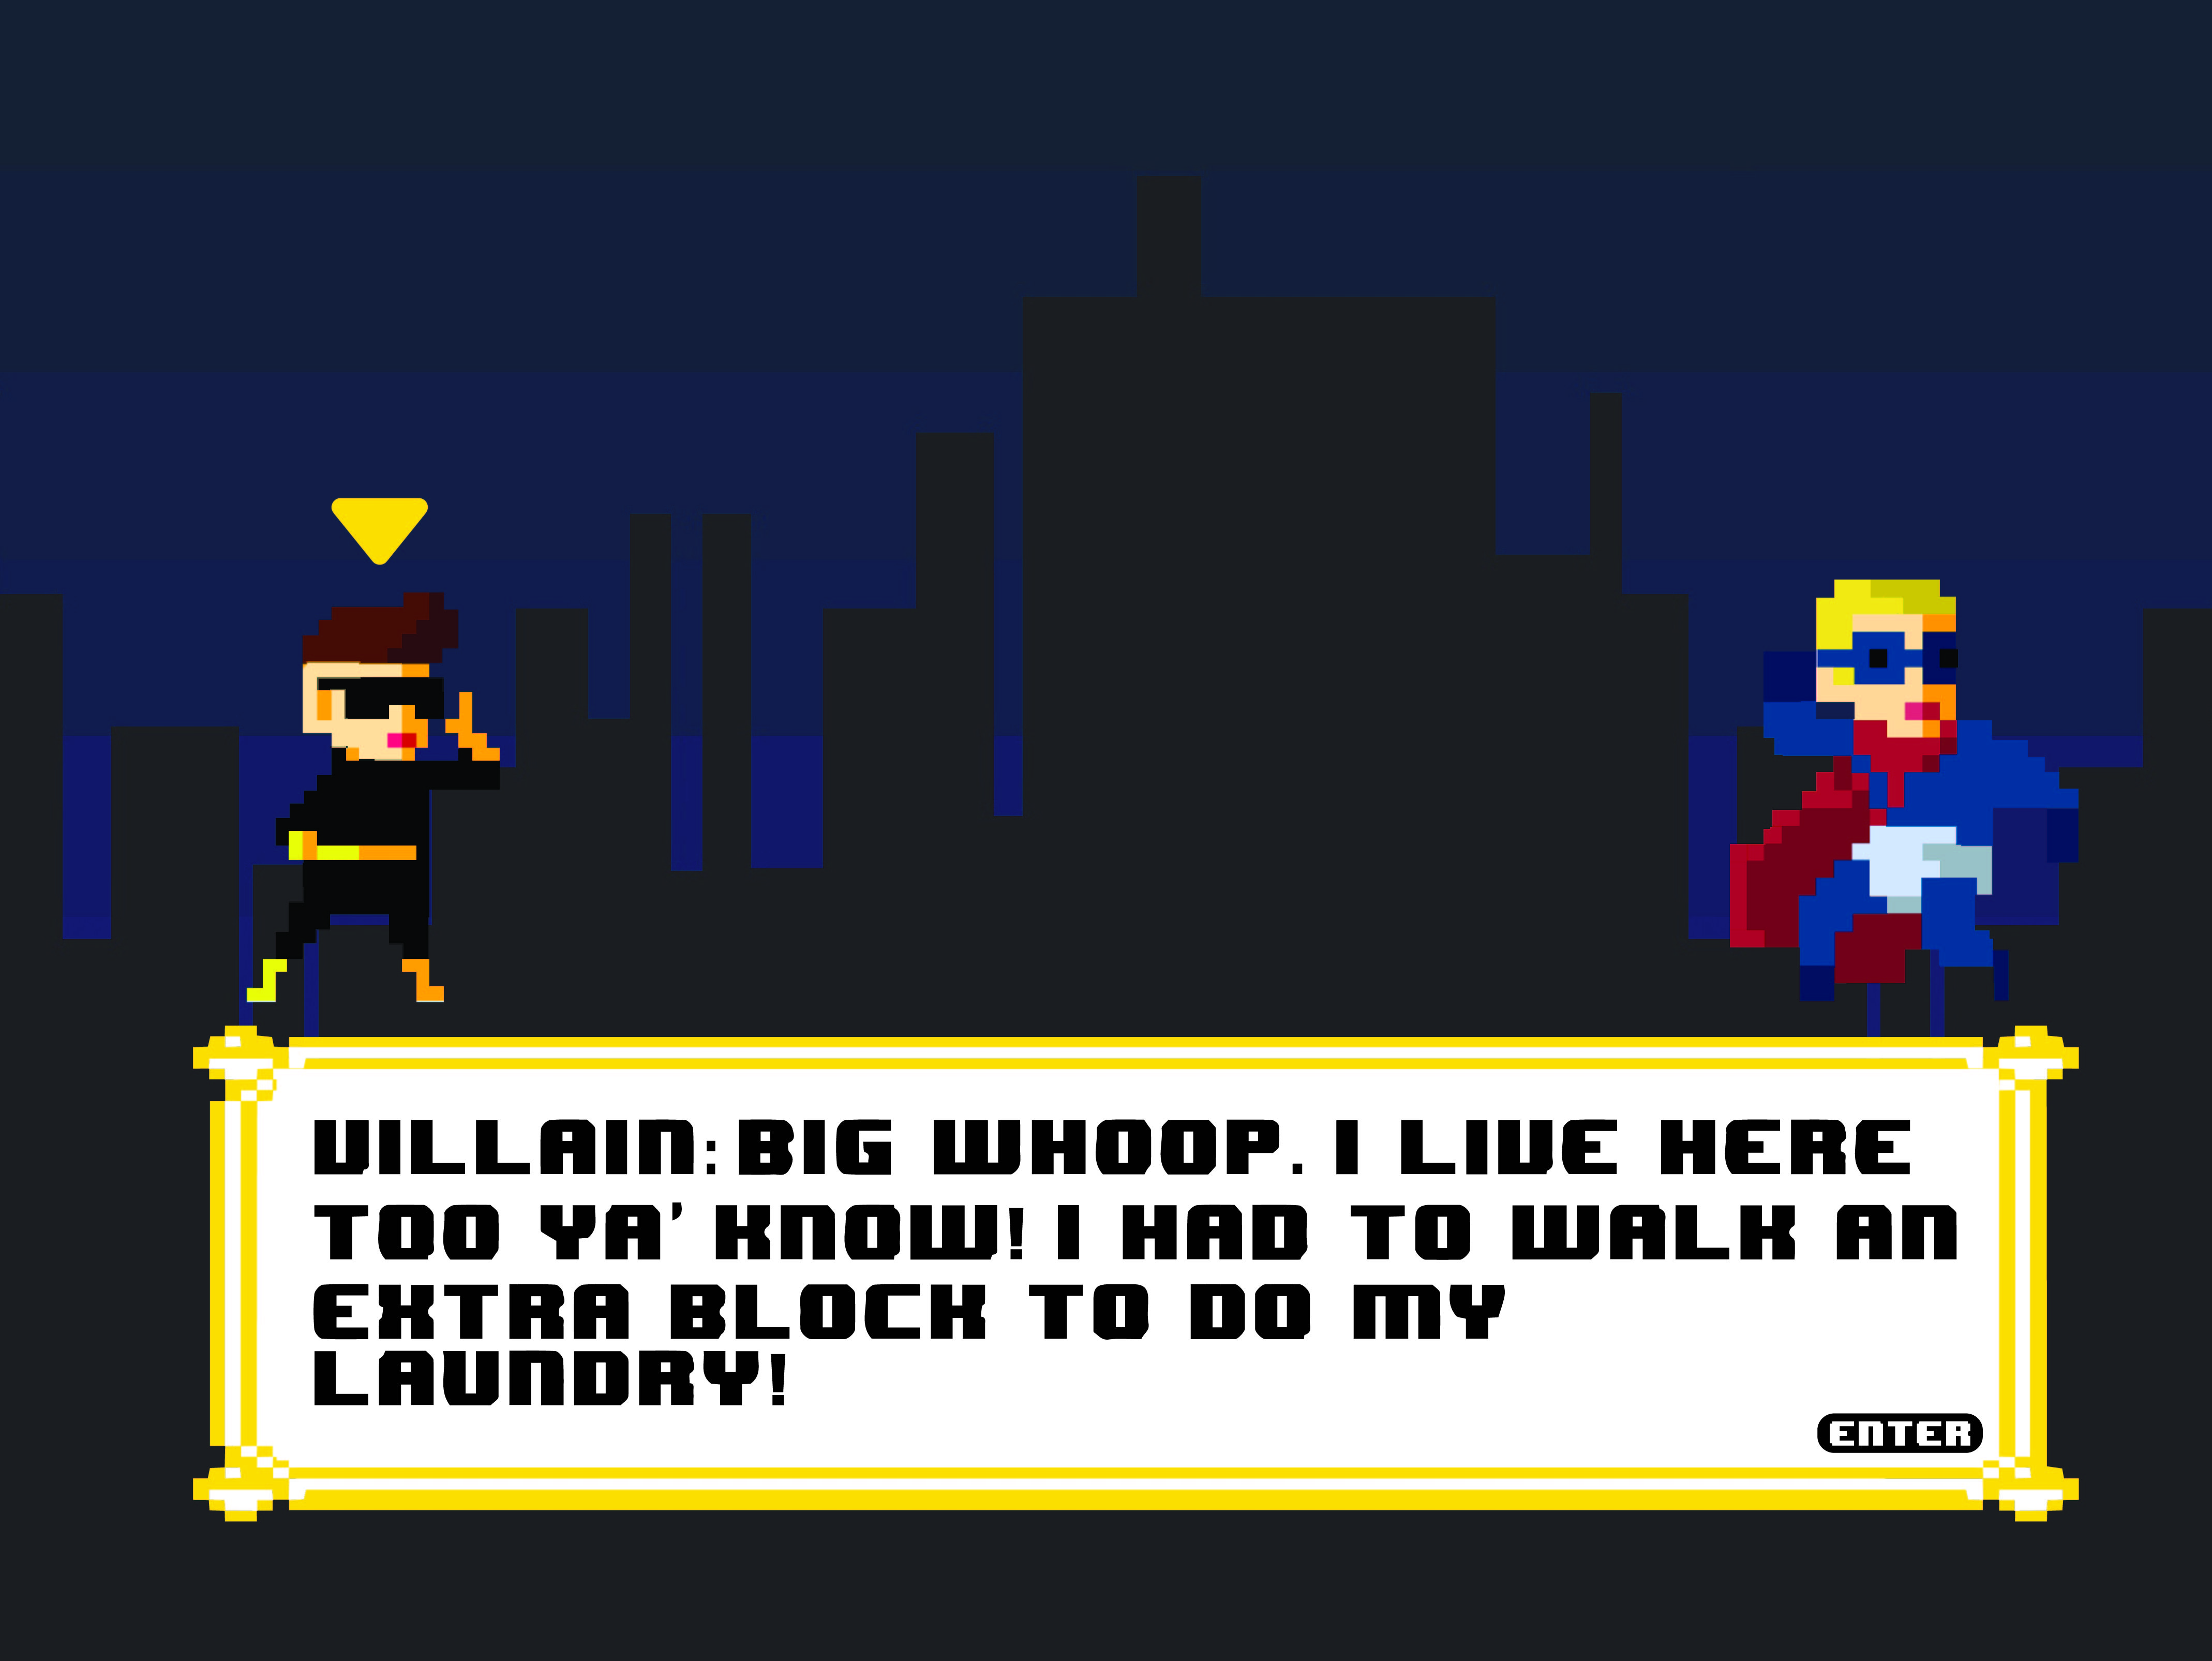 VILLAIN:BIG WHOOP. I LIVE HERE
TOO YA' KNOW! I HAD TO WALK AN
EXTRA BLOCK TO DO MY
LAUNDRY!
ENTER